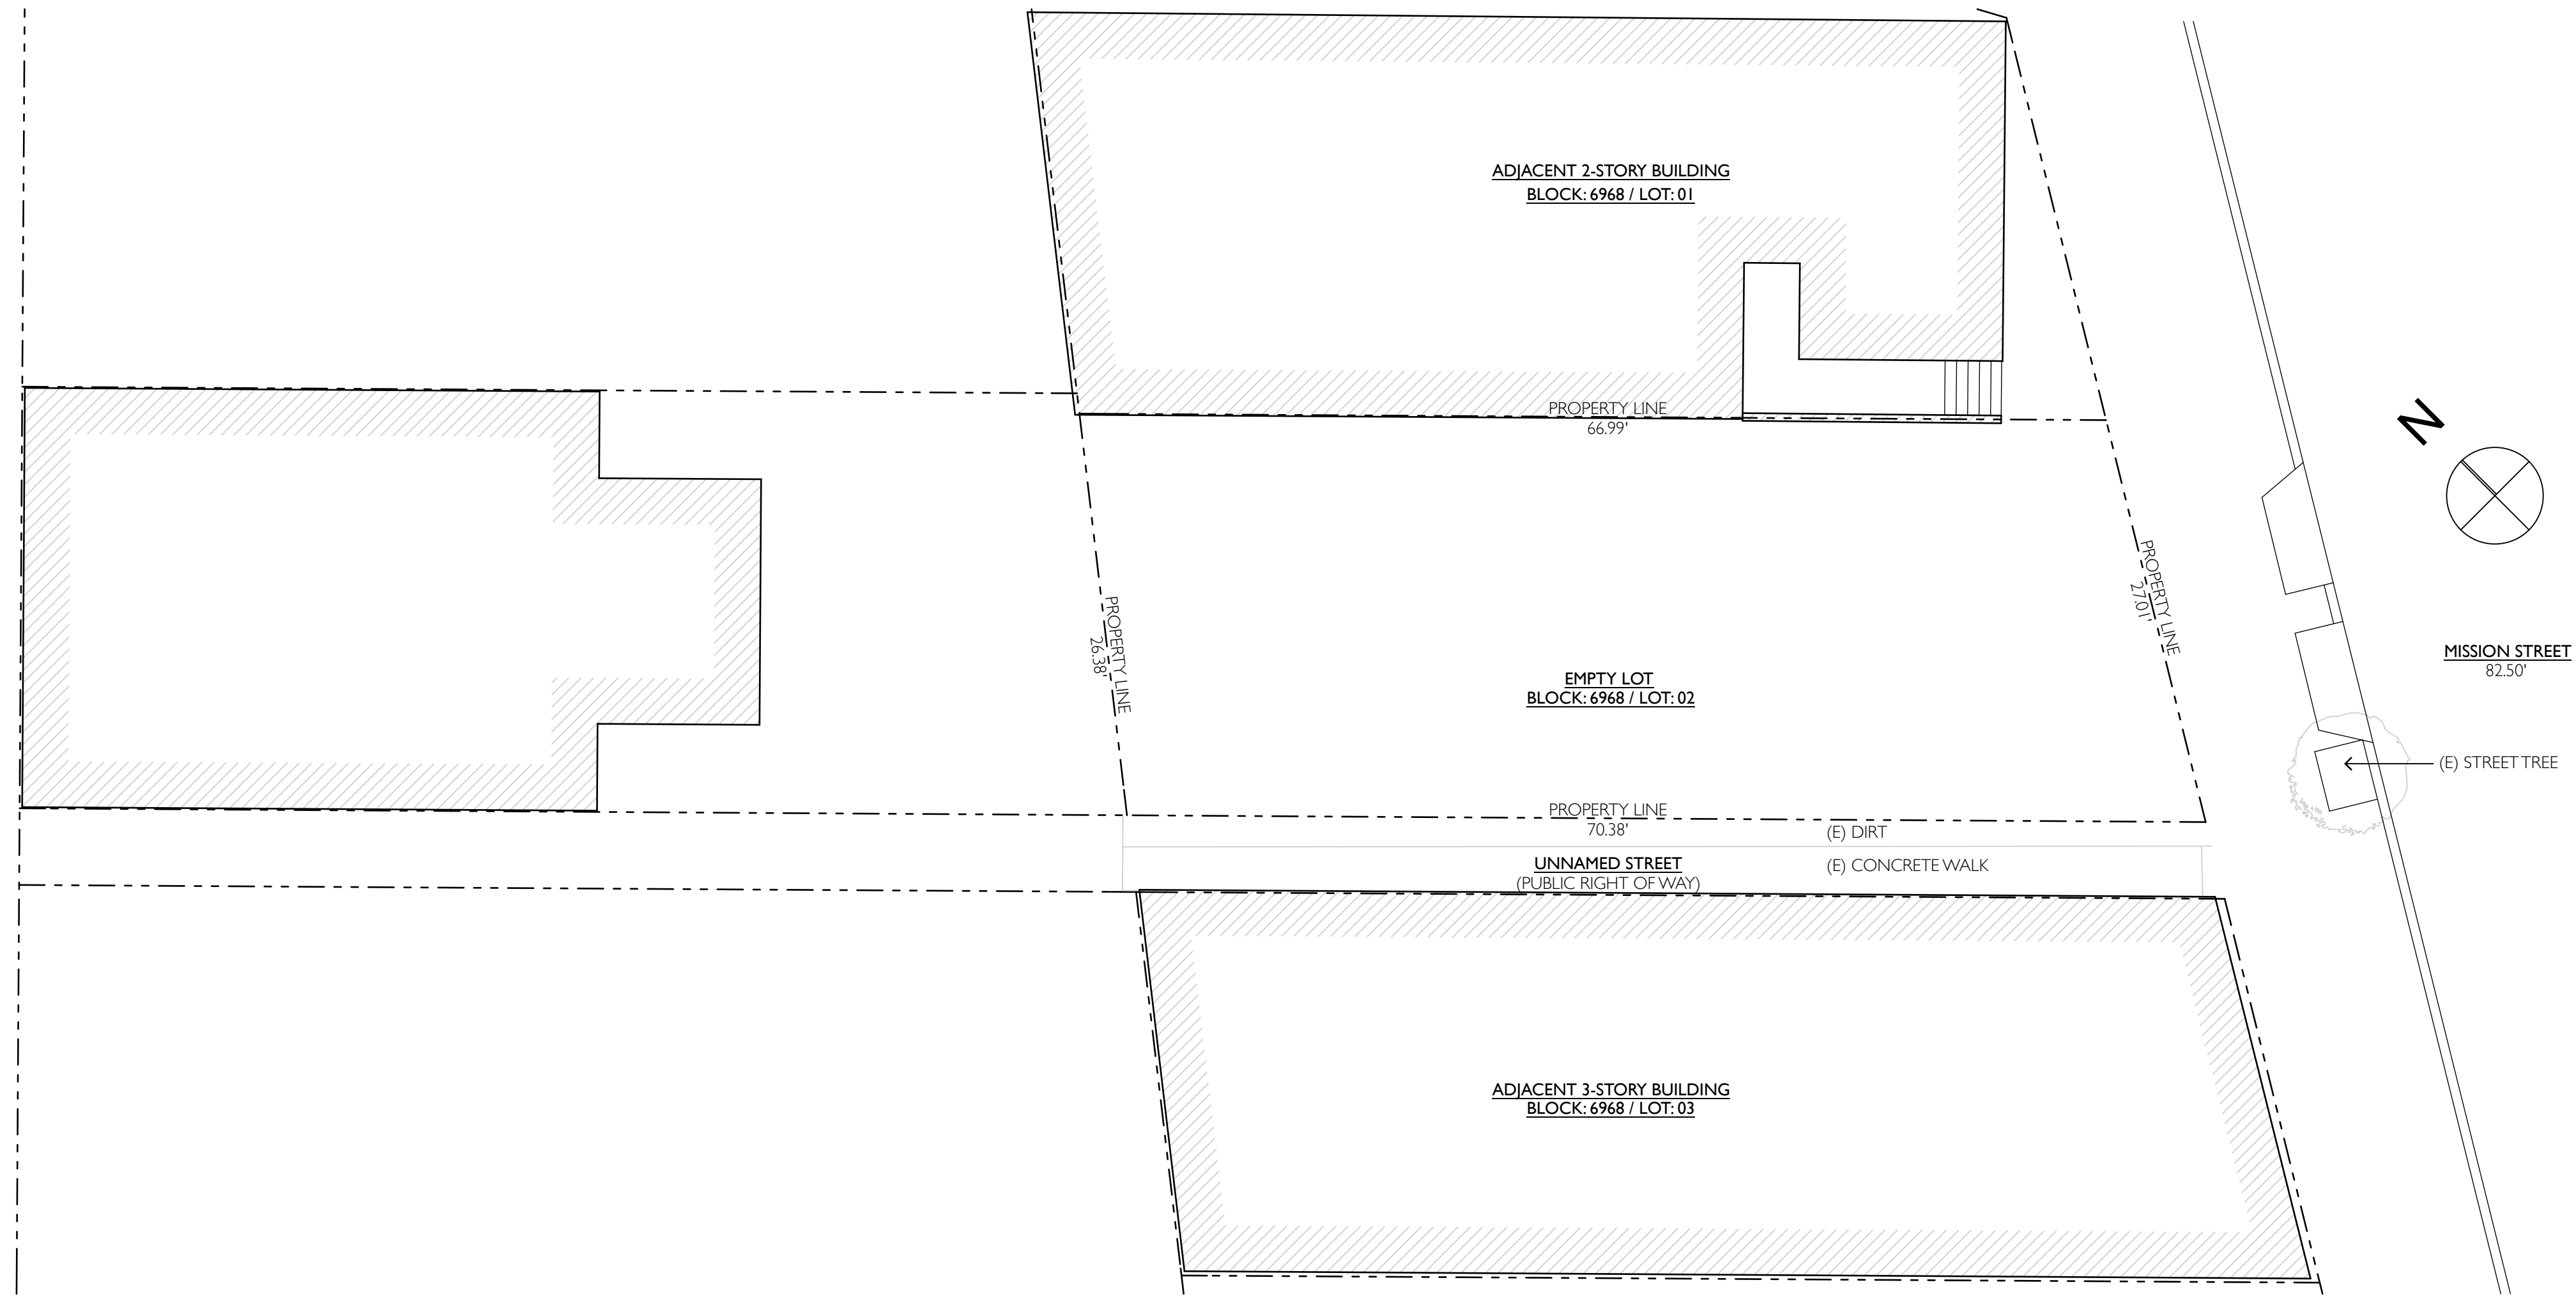 ADJACENT 2-STORY BUILDING
BLOCK: 6968 / LOT: 01
PROPERTY LINE
66.99'
N
PROPERTY LINE
27.01'
PROPERTY LINE
26.38'
MISSION STREET
82.50'
EMPTY LOT
BLOCK: 6968 / LOT: 02
(E) STREET TREE
PROPERTY LINE
70.38'
(E) DIRT
UNNAMED STREET
(PUBLIC RIGHT OF WAY)
(E) CONCRETE WALK
ADJACENT 3-STORY BUILDING
BLOCK: 6968 / LOT: 03